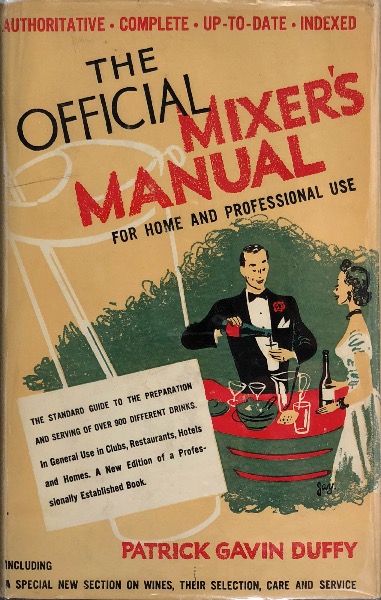 AUTHORITATIVE • COMPLETE • UP-TO-DATE • INDEXED
THE
OFFICIAL
MIXER'S
MANUAL
FOR HOME AND PROFESSIONAL USE
THE STANDARD GUIDE TO THE PREPARATION
AND SERVING OF OVER 900 DIFFERENT DRINKS.
In General Use in Clubs, Restaurants, Hotels
and Homes. A New Edition of a Profes-
sionally Established Book.
PATRICK GAVIN DUFFY
INCLUDING
A SPECIAL NEW SECTION ON WINES, THEIR SELECTION, CARE AND SERVICE